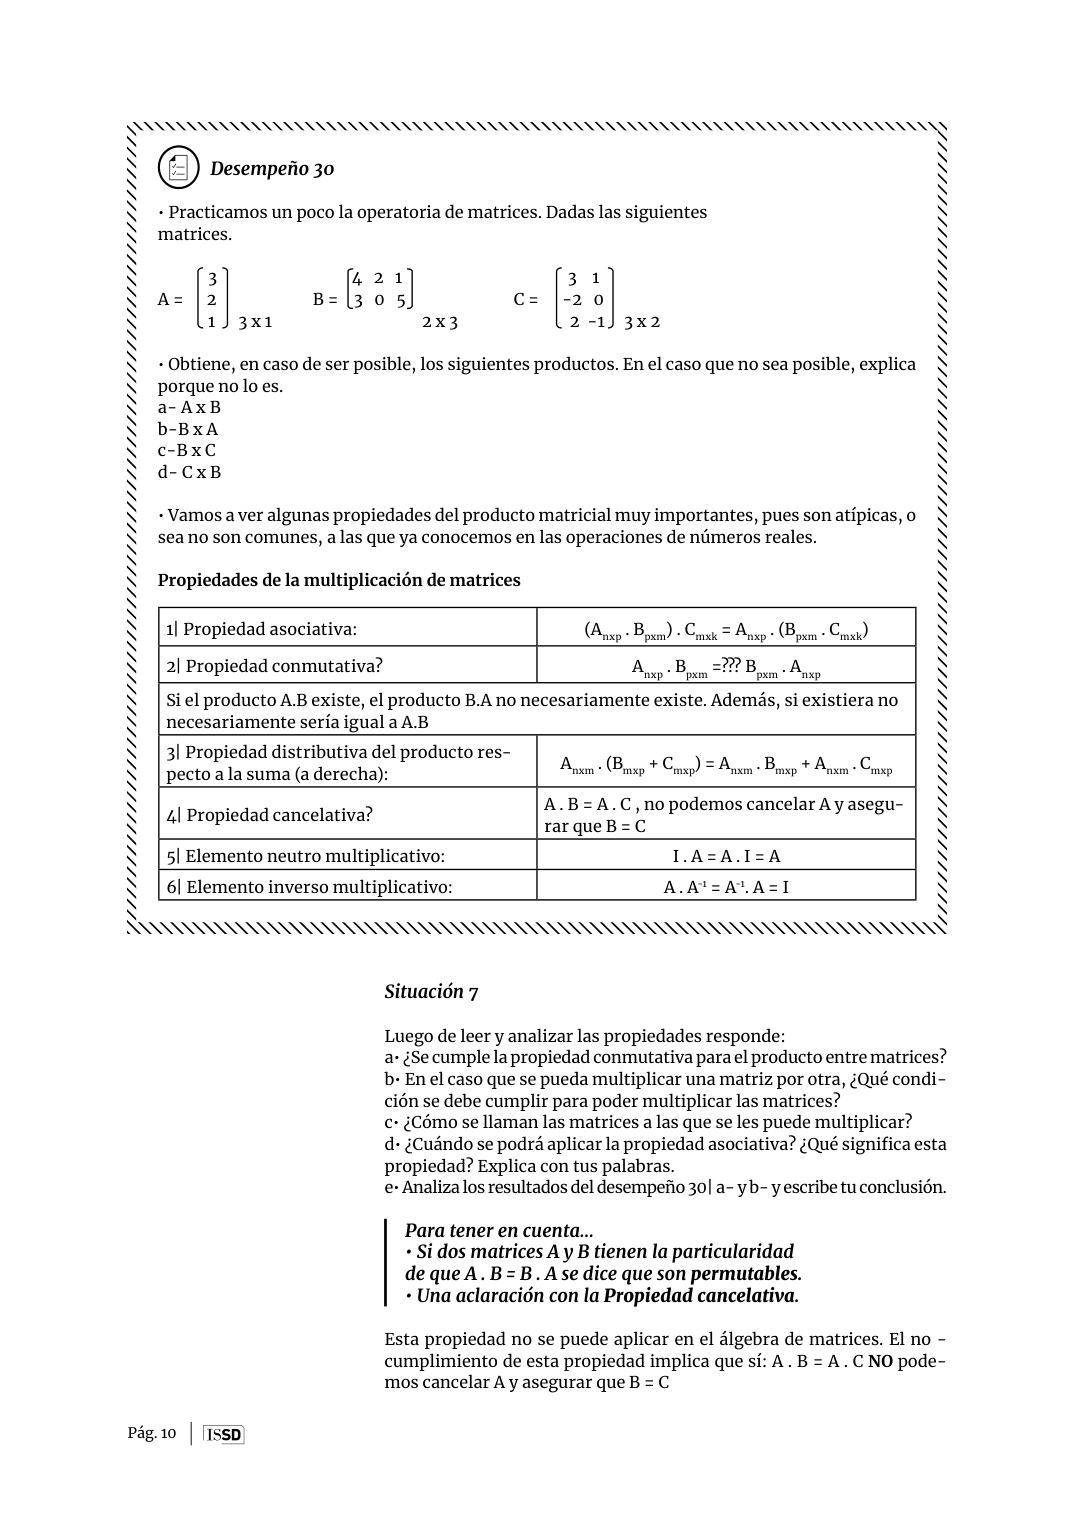 Desempeño 30
• Practicamos un poco la operatoria de matrices. Dadas las siguientes
matrices.
A = 3 2 1 3 x 1
B = 4 2 1 3 0 5 2 x 3
C = 3 1 -2 0 2 -1 3 x 2
• Obtiene, en caso de ser posible, los siguientes productos. En el caso que no sea posible, explica
porque no lo es.
a- A x B
b-B x A
c-B x C
d- C x B
• Vamos a ver algunas propiedades del producto matricial muy importantes, pues son atípicas, o
sea no son comunes, a las que ya conocemos en las operaciones de números reales.
Propiedades de la multiplicación de matrices
1| Propiedad asociativa:
(Anxp . Bpxm) . Cmxk = Anxp . (Bpxm . Cmxk)
2| Propiedad conmutativa?
Anxp . Bpxm =??? Bpxm . Anxp
Si el producto A.B existe, el producto B.A no necesariamente existe. Además, si existiera no
necesariamente sería igual a A.B
3| Propiedad distributiva del producto res-
pecto a la suma (a derecha):
Anxm . (Bmxp + Cmxp) = Anxm . Bmxp + Anxm . Cmxp
4| Propiedad cancelativa?
A . B = A . C , no podemos cancelar A y asegu-
rar que B = C
5| Elemento neutro multiplicativo:
I . A = A . I = A
6| Elemento inverso multiplicativo:
A . A⁻¹ = A⁻¹. A = I
Situación 7
Luego de leer y analizar las propiedades responde:
a• ¿Se cumple la propiedad conmutativa para el producto entre matrices?
b• En el caso que se pueda multiplicar una matriz por otra, ¿Qué condi-
ción se debe cumplir para poder multiplicar las matrices?
c• ¿Cómo se llaman las matrices a las que se les puede multiplicar?
d• ¿Cuándo se podrá aplicar la propiedad asociativa? ¿Qué significa esta
propiedad? Explica con tus palabras.
e• Analiza los resultados del desempeño 30| a- y b- y escribe tu conclusión.
Para tener en cuenta...
• Si dos matrices A y B tienen la particularidad
de que A . B = B . A se dice que son permutables.
• Una aclaración con la Propiedad cancelativa.
Esta propiedad no se puede aplicar en el álgebra de matrices. El no -
cumplimiento de esta propiedad implica que sí: A . B = A . C NO pode-
mos cancelar A y asegurar que B = C
Pág. 10
ISSD